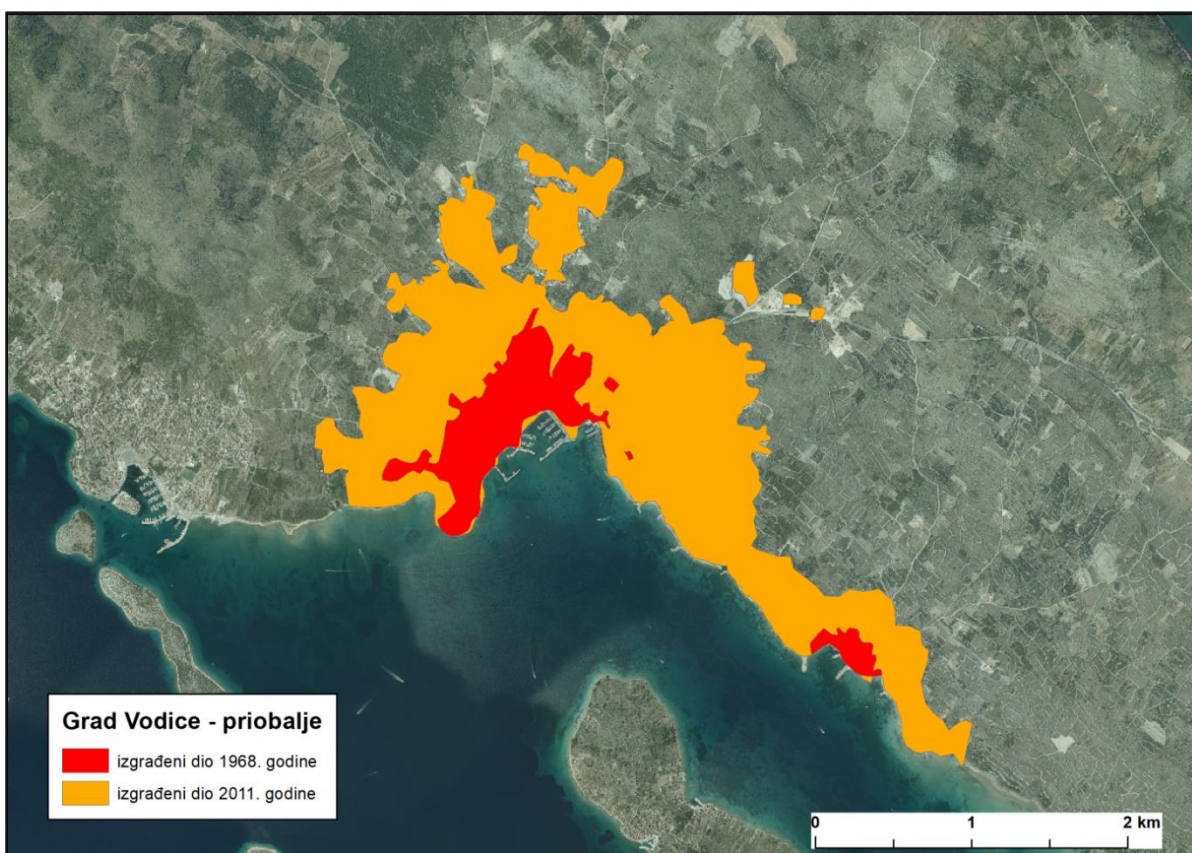 Grad Vodice - priobalje
izgrađeni dio 1968. godine
izgrađeni dio 2011. godine
0 1 2 km